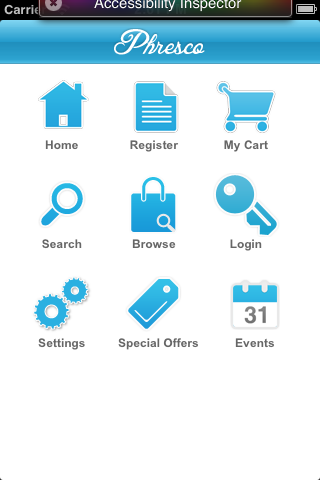 Carrie
Accessibility Inspector
Phresco
Home Register My Cart
Search Browse Login
31
Settings Special Offers Events